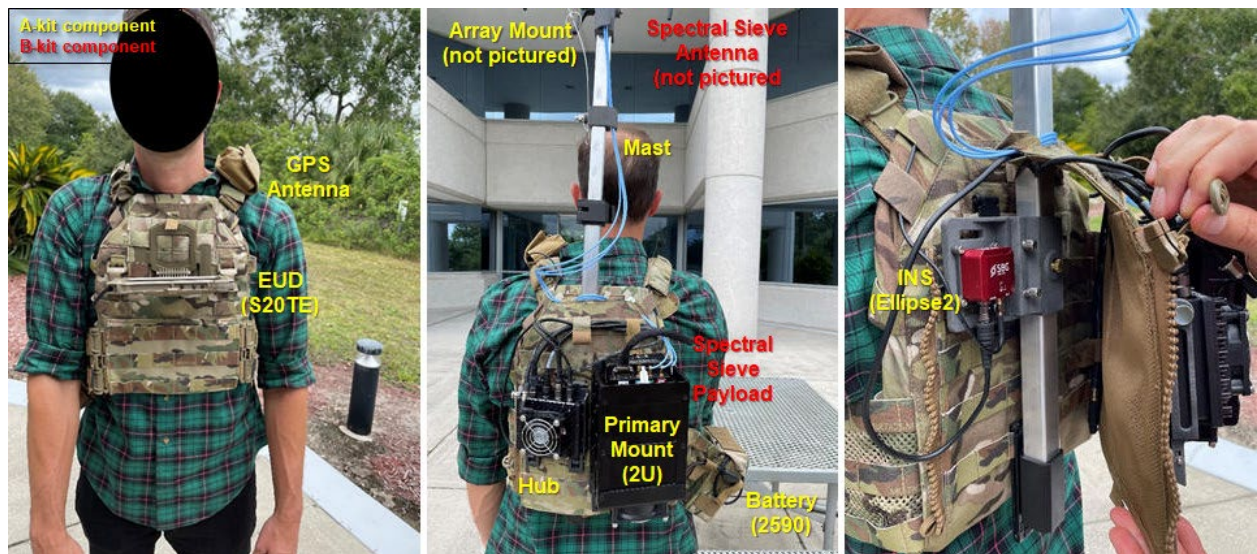 A-kit component
B-kit component
GPS
Antenna
EUD
(S20TE)
Array Mount
(not pictured)
Spectral Sieve
Antenna
(not pictured
Mast
Spectral
Sieve
Payload
Primary
Mount
(2U)
Hub
Battery
(2590)
INS
(Ellipse2)
SBG